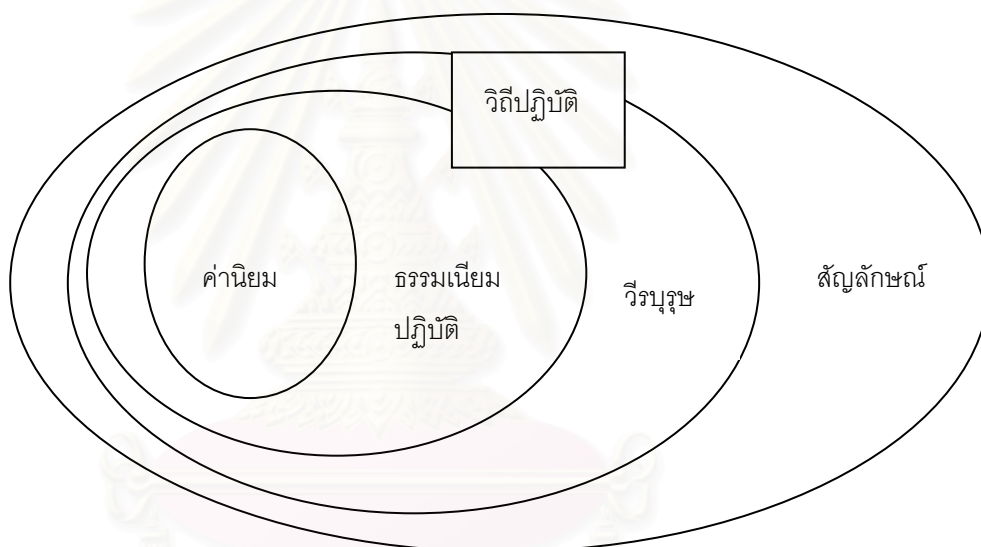 วิถีปฏิบัติ
ค่านิยม
ธรรมเนียม
ปฏิบัติ
วีรบุรุษ
สัญลักษณ์